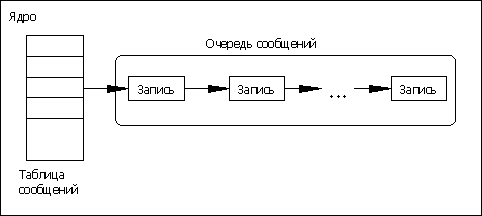 Ядро
Очередь сообщений
Запись
Запись
...
Запись
Таблица
сообщений